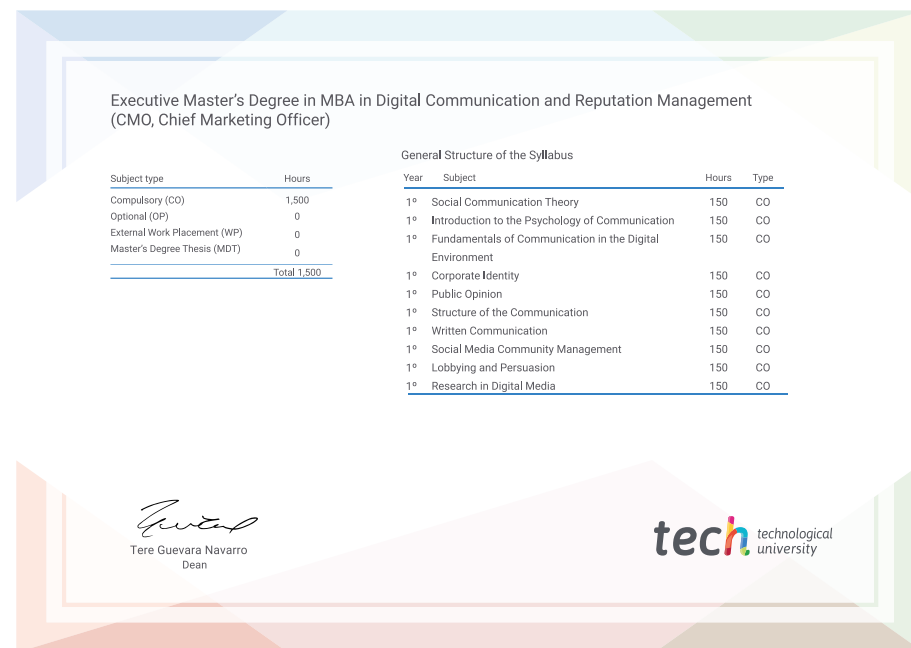 Executive Master's Degree in MBA in Digital Communication and Reputation Management
(CMO, Chief Marketing Officer)
Subject type Hours
Compulsory (CO) 1,500
Optional (OP) 0
External Work Placement (WP) 0
Master's Degree Thesis (MDT) 0
Total 1,500
General Structure of the Syllabus
Year Subject Hours Type
1º Social Communication Theory 150 CO
1º Introduction to the Psychology of Communication 150 CO
1º Fundamentals of Communication in the Digital 150 CO
Environment
1º Corporate Identity 150 CO
1º Public Opinion 150 CO
1º Structure of the Communication 150 CO
1º Written Communication 150 CO
1º Social Media Community Management 150 CO
1º Lobbying and Persuasion 150 CO
1º Research in Digital Media 150 CO
Tere Guevara Navarro
Dean
tech technological
university